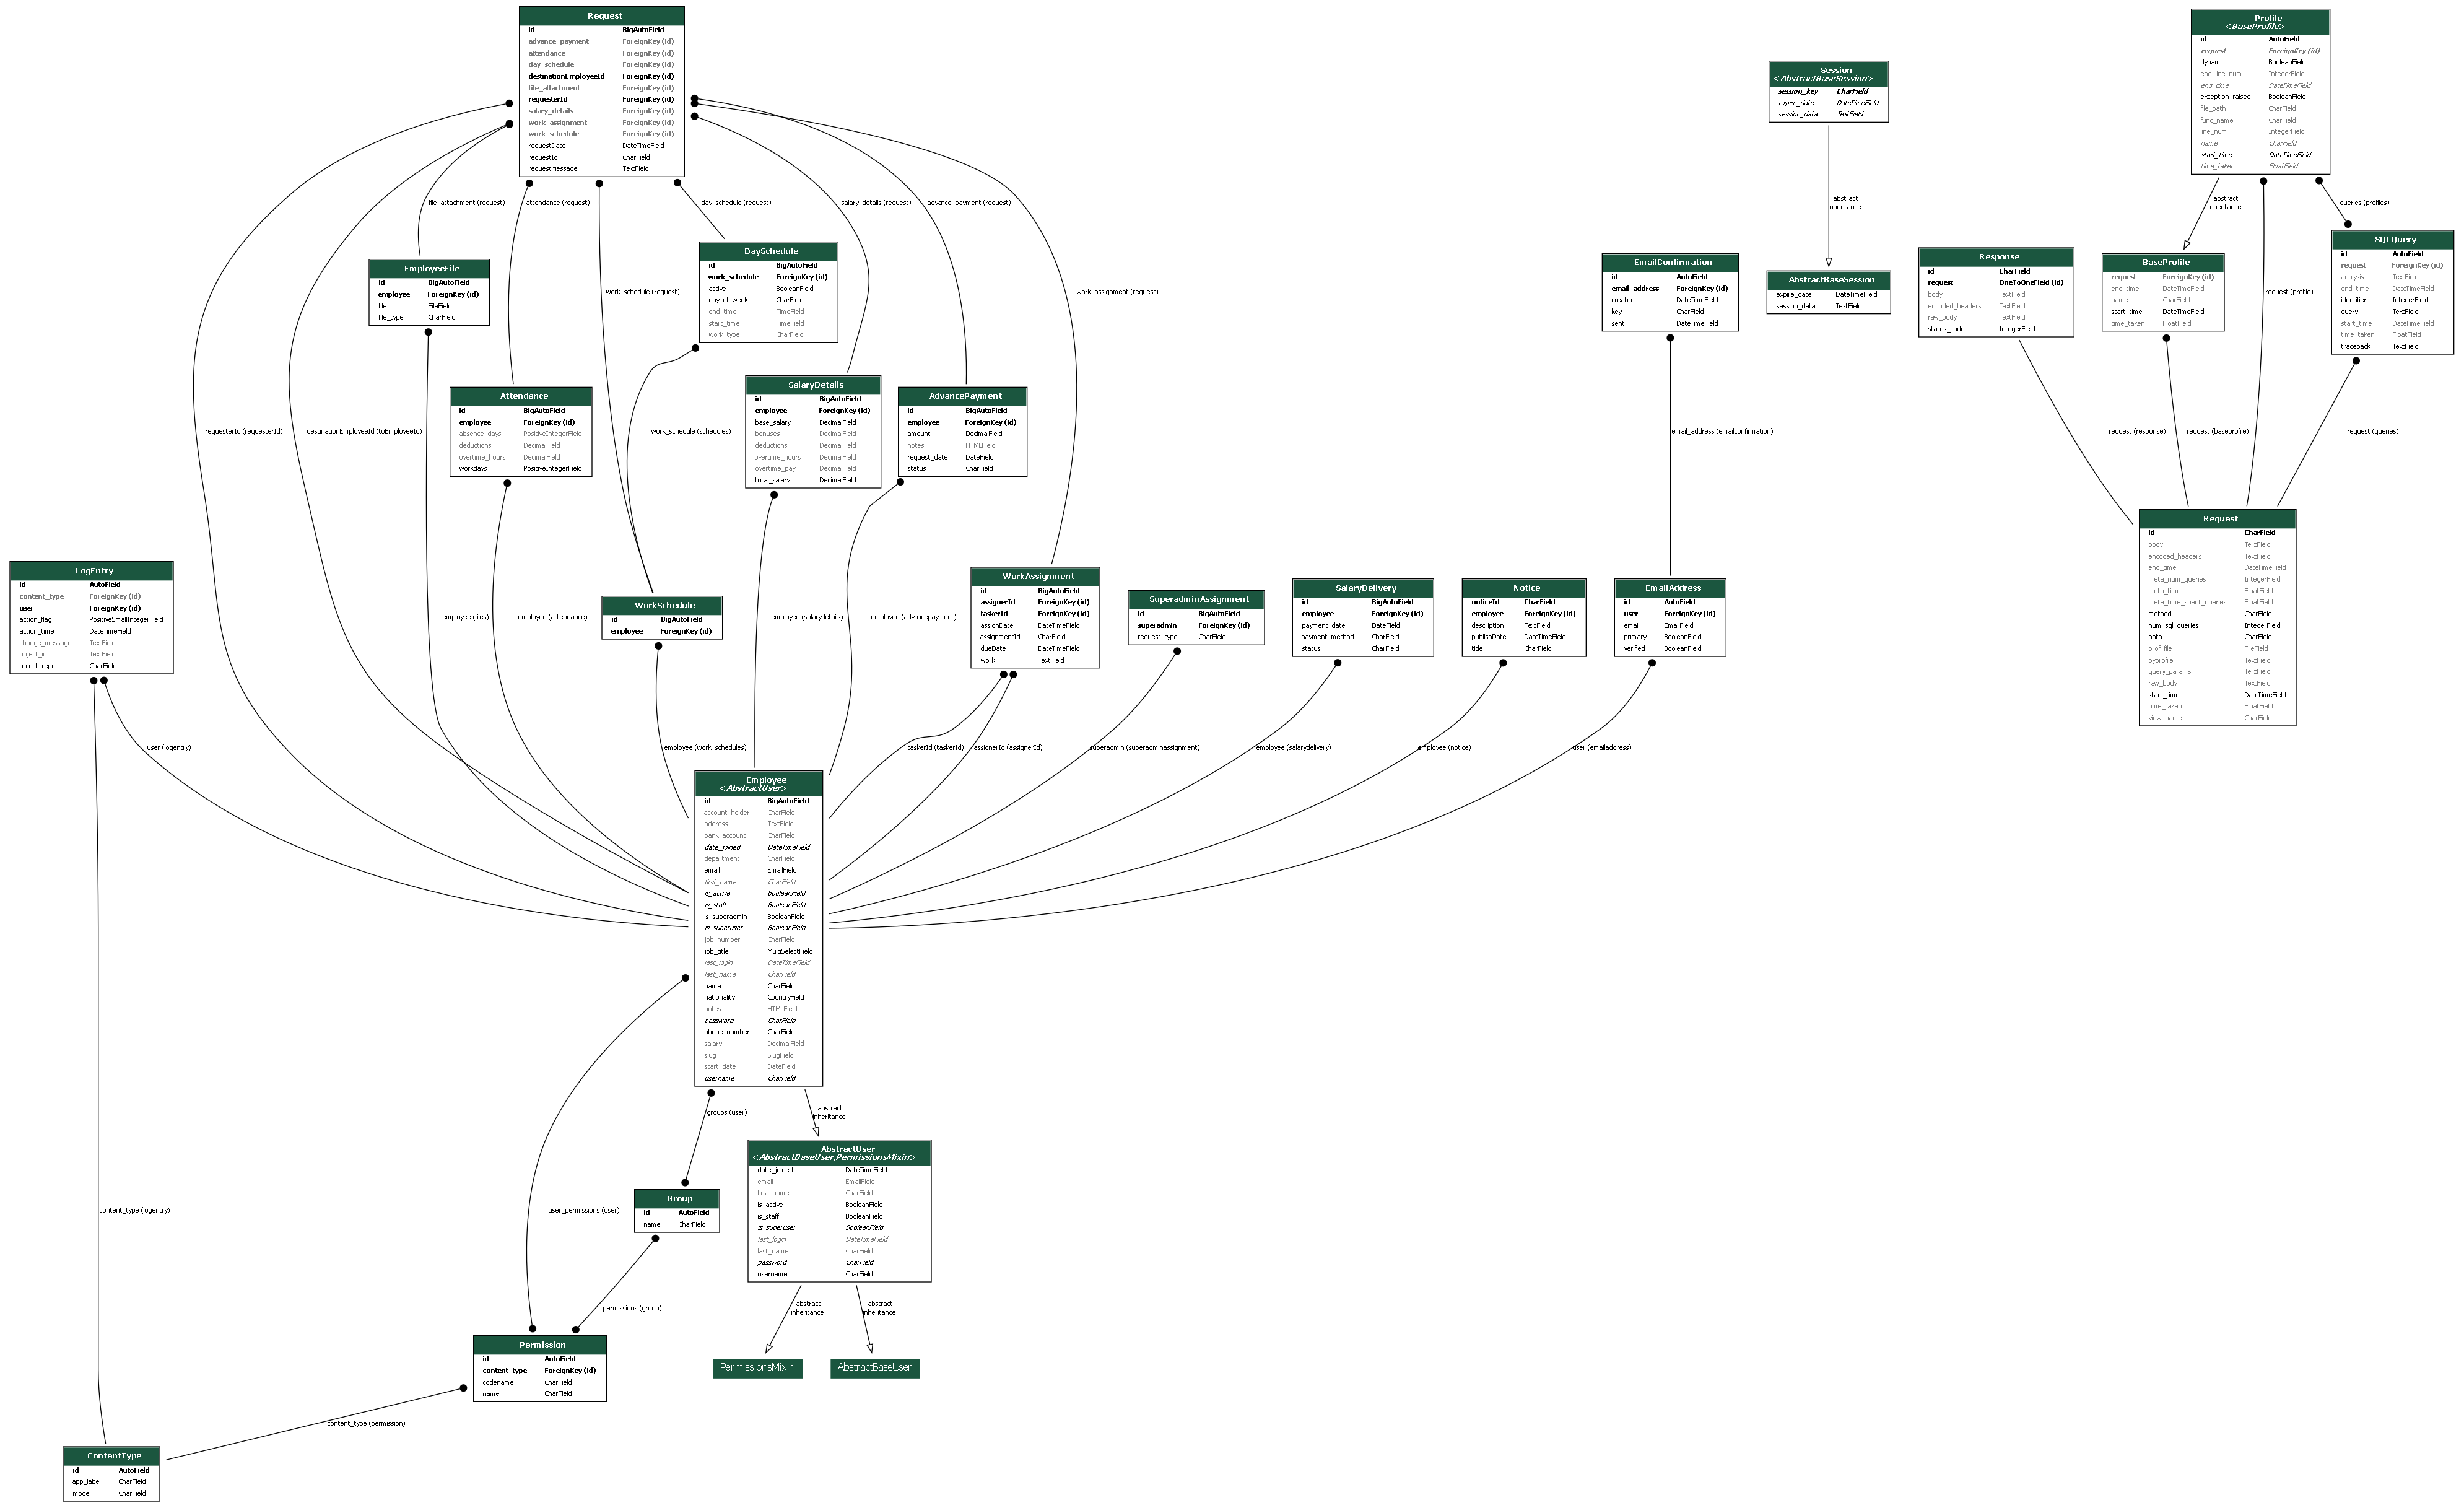 Request
id BigAutoField
advance_payment ForeignKey (id)
attendance ForeignKey (id)
day_schedule ForeignKey (id)
destinationEmployeeId ForeignKey (id)
file_attachment ForeignKey (id)
requesterId ForeignKey (id)
salary_details ForeignKey (id)
work_assignment ForeignKey (id)
work_schedule ForeignKey (id)
requestDate DateTimeField
requestId CharField
requestMessage TextField
Profile
<BaseProfile>
id AutoField
request ForeignKey (id)
dynamic BooleanField
end_line_num IntegerField
end_time DateTimeField
exception_raised BooleanField
file_path CharField
func_name CharField
line_num IntegerField
name CharField
start_time DateTimeField
time_taken FloatField
Session
<AbstractBaseSession>
session_key CharField
expire_date DateTimeField
session_data TextField
file_attachment (request)
attendance (request)
day_schedule (request)
salary_details (request)
advance_payment (request)
abstract
inheritance
abstract
inheritance
queries (profiles)
DaySchedule
id BigAutoField
work_schedule ForeignKey (id)
active BooleanField
day_of_week CharField
end_time TimeField
start_time TimeField
work_type CharField
EmployeeFile
id BigAutoField
employee ForeignKey (id)
file FileField
file_type CharField
work_schedule (request)
work_assignment (request)
EmailConfirmation
id AutoField
email_address ForeignKey (id)
created DateTimeField
key CharField
sent DateTimeField
AbstractBaseSession
expire_date DateTimeField
session_data TextField
Response
id CharField
request OneToOneField (id)
body TextField
encoded_headers TextField
raw_body TextField
status_code IntegerField
BaseProfile
request ForeignKey (id)
end_time DateTimeField
name CharField
start_time DateTimeField
time_taken FloatField
request (profile)
SQLQuery
id AutoField
request ForeignKey (id)
analysis TextField
end_time DateTimeField
identifier IntegerField
query TextField
start_time DateTimeField
time_taken FloatField
traceback TextField
Attendance
id BigAutoField
employee ForeignKey (id)
absence_days PositiveIntegerField
deductions DecimalField
overtime_hours DecimalField
workdays PositiveIntegerField
SalaryDetails
id BigAutoField
employee ForeignKey (id)
base_salary DecimalField
bonuses DecimalField
deductions DecimalField
overtime_hours DecimalField
overtime_pay DecimalField
total_salary DecimalField
AdvancePayment
id BigAutoField
employee ForeignKey (id)
amount DecimalField
notes HTMLField
request_date DateField
status CharField
requesterId (requesterId)
destinationEmployeeId (toEmployeeId)
work_schedule (schedules)
email_address (emailconfirmation)
request (response)
request (baseprofile)
request (queries)
Request
id CharField
body TextField
encoded_headers TextField
end_time DateTimeField
meta_num_queries IntegerField
meta_time FloatField
meta_time_spent_queries FloatField
method CharField
num_sql_queries IntegerField
path CharField
prof_file FileField
pyprofile TextField
query_params TextField
raw_body TextField
start_time DateTimeField
time_taken FloatField
view_name CharField
LogEntry
id AutoField
content_type ForeignKey (id)
user ForeignKey (id)
action_flag PositiveSmallIntegerField
action_time DateTimeField
change_message TextField
object_id TextField
object_repr CharField
employee (files)
employee (attendance)
WorkSchedule
id BigAutoField
employee ForeignKey (id)
employee (salarydetails)
employee (advancepayment)
WorkAssignment
id BigAutoField
assignerId ForeignKey (id)
taskerId ForeignKey (id)
assignDate DateTimeField
assignmentId CharField
dueDate DateTimeField
work TextField
SuperadminAssignment
id BigAutoField
superadmin ForeignKey (id)
request_type CharField
SalaryDelivery
id BigAutoField
employee ForeignKey (id)
payment_date DateField
payment_method CharField
status CharField
Notice
noticeId CharField
employee ForeignKey (id)
description TextField
publishDate DateTimeField
title CharField
EmailAddress
id AutoField
user ForeignKey (id)
email EmailField
primary BooleanField
verified BooleanField
user (logentry)
employee (work_schedules)
taskerId (taskerId)
assignerId (assignerId)
superadmin (superadminassignment)
employee (salarydelivery)
employee (notice)
user (emailaddress)
Employee
<AbstractUser>
id BigAutoField
account_holder CharField
address TextField
bank_account CharField
date_joined DateTimeField
department CharField
email EmailField
first_name CharField
is_active BooleanField
is_staff BooleanField
is_superadmin BooleanField
is_superuser BooleanField
job_number CharField
job_title MultiSelectField
last_login DateTimeField
last_name CharField
name CharField
nationality CountryField
notes HTMLField
password CharField
phone_number CharField
salary DecimalField
slug SlugField
start_date DateField
username CharField
groups (user)
abstract
inheritance
AbstractUser
<AbstractBaseUser,PermissionsMixin>
date_joined DateTimeField
email EmailField
first_name CharField
is_active BooleanField
is_staff BooleanField
is_superuser BooleanField
last_login DateTimeField
last_name CharField
password CharField
username CharField
content_type (logentry)
user_permissions (user)
Group
id AutoField
name CharField
permissions (group)
abstract
inheritance
abstract
inheritance
Permission
id AutoField
content_type ForeignKey (id)
codename CharField
name CharField
PermissionsMixin
AbstractBaseUser
content_type (permission)
ContentType
id AutoField
app_label CharField
model CharField